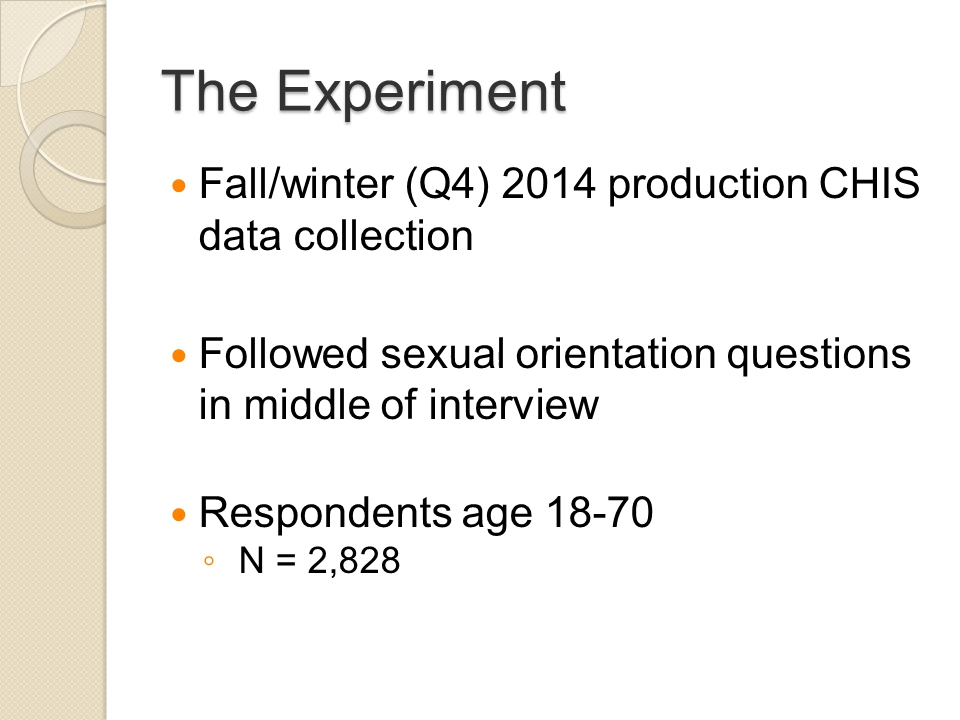 The Experiment
• Fall/winter (Q4) 2014 production CHIS
data collection
• Followed sexual orientation questions
in middle of interview
• Respondents age 18-70
◦ N = 2,828